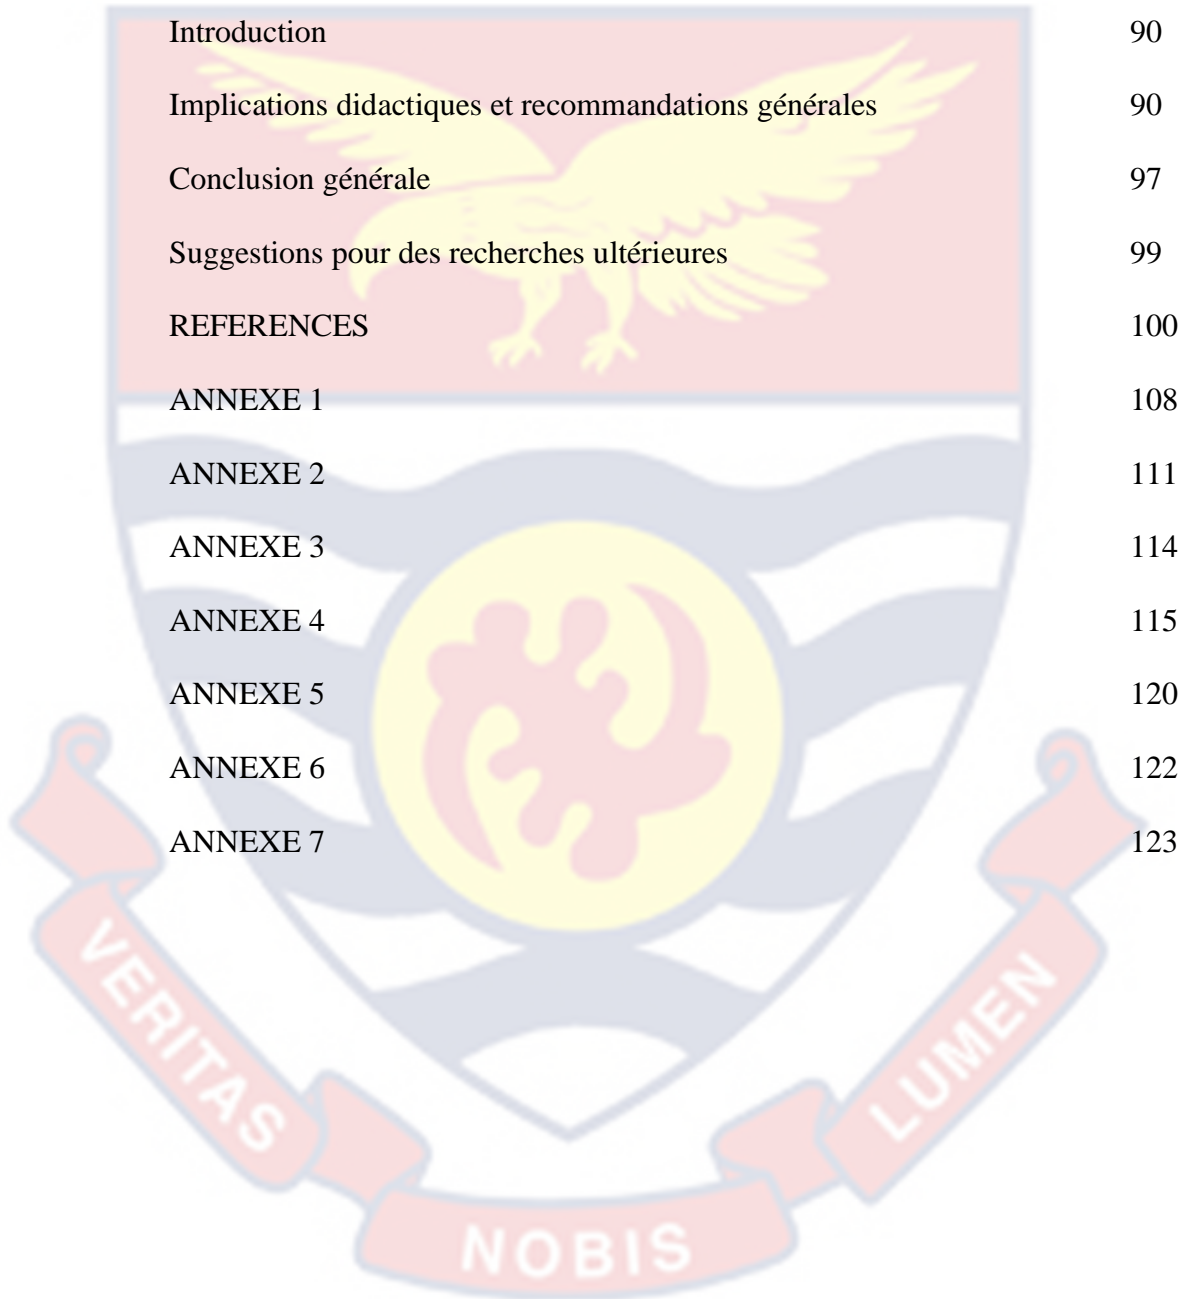 Introduction 90
Implications didactiques et recommandations générales 90
Conclusion générale 97
Suggestions pour des recherches ultérieures 99
REFERENCES 100
ANNEXE 1 108
ANNEXE 2 111
ANNEXE 3 114
ANNEXE 4 115
ANNEXE 5 120
ANNEXE 6 122
ANNEXE 7 123
VERITAS
NOBIS
LUMEN